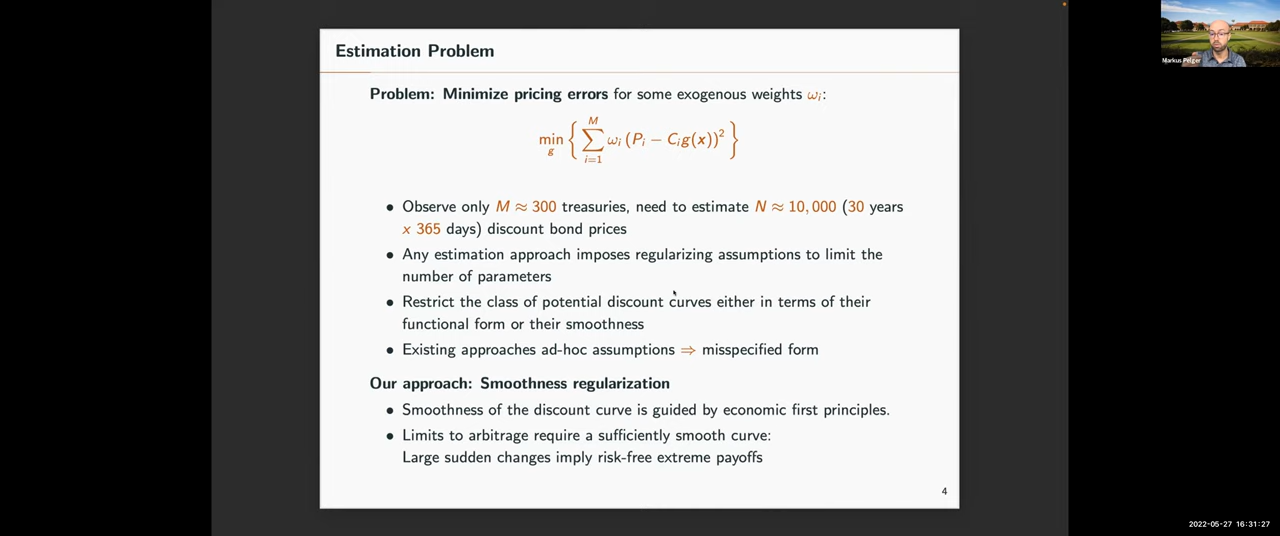 Estimation Problem
Markus Pelger
Problem: Minimize pricing errors for some exogenous weights ωᵢ:
min_g { ∑_{i=1}^{M} ωᵢ (Pᵢ − Cᵢg(x))² }
• Observe only M ≈ 300 treasuries, need to estimate N ≈ 10,000 (30 years
x 365 days) discount bond prices
• Any estimation approach imposes regularizing assumptions to limit the
number of parameters
• Restrict the class of potential discount curves either in terms of their
functional form or their smoothness
• Existing approaches ad-hoc assumptions ⇒ misspecified form
Our approach: Smoothness regularization
• Smoothness of the discount curve is guided by economic first principles.
• Limits to arbitrage require a sufficiently smooth curve:
Large sudden changes imply risk-free extreme payoffs
4
2022-05-27 16:31:27